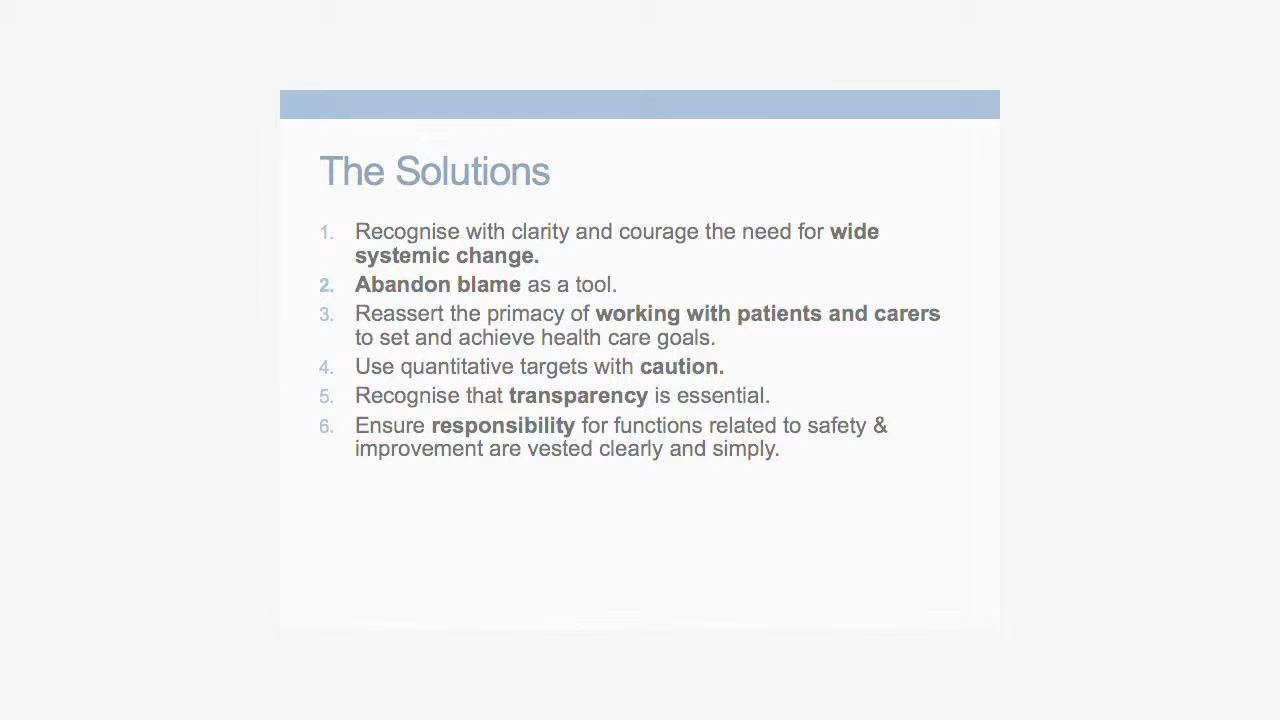 The Solutions
1. Recognise with clarity and courage the need for wide
systemic change.
2. Abandon blame as a tool.
3. Reassert the primacy of working with patients and carers
to set and achieve health care goals.
4. Use quantitative targets with caution.
5. Recognise that transparency is essential.
6. Ensure responsibility for functions related to safety &
improvement are vested clearly and simply.